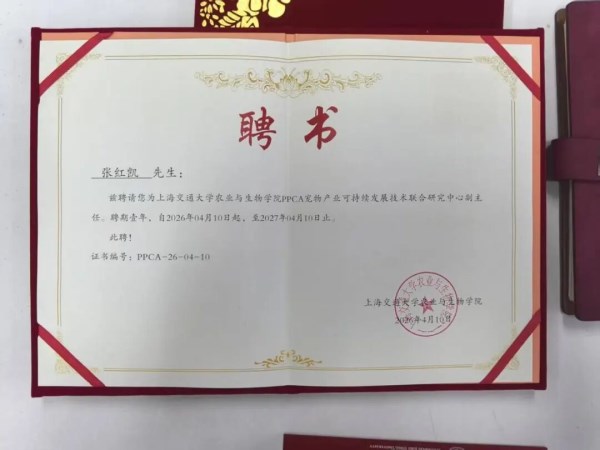 聘书
张红凯 先生：
兹聘请您为上海交通大学农业与生物学院PPCA宠物产业可持续发展技术联合研究中心副主
任。聘期壹年，自2026年04月10日起，至2027年04月10日止。
此聘！
证书编号：PPCA-26-04-10
上海交通大学农业与生物学院
2026年4月10日